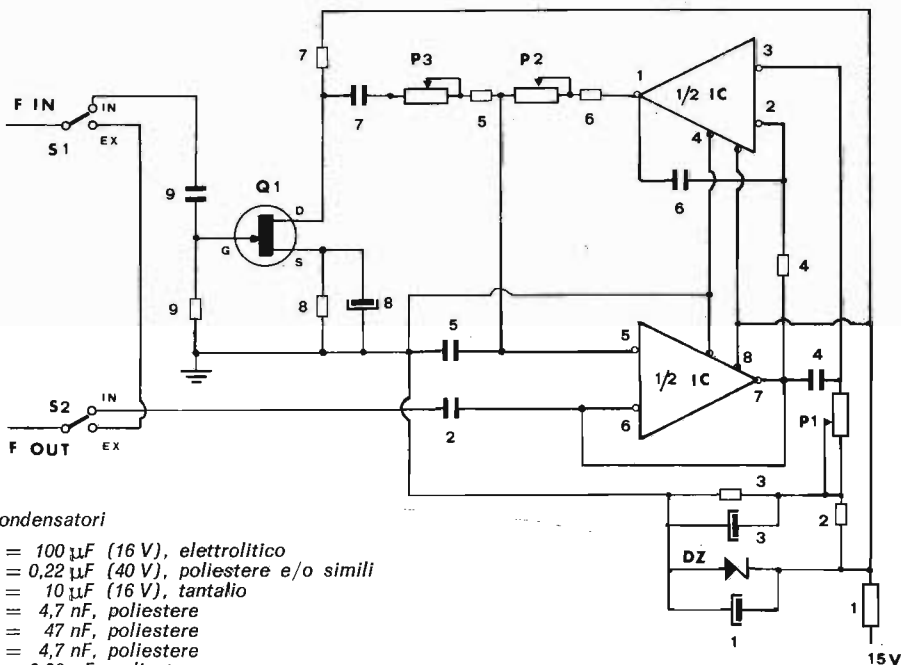 7
P3
P2
1
3
1/2 IC
2
4
F IN
IN
S1
EX
7
5
6
Q1
9
D
6
G
S
4
9
8
8
5
5
8
4
1/2 IC
7
S2
IN
2
6
P1
F OUT
EX
3
2
3
DZ
1
1
15 V
ondensatori
= 100 µF (16 V), elettrolitico
= 0,22 µF (40 V), poliestere e/o simili
= 10 µF (16 V), tantalio
= 4,7 nF, poliestere
= 47 nF, poliestere
= 4,7 nF, poliestere